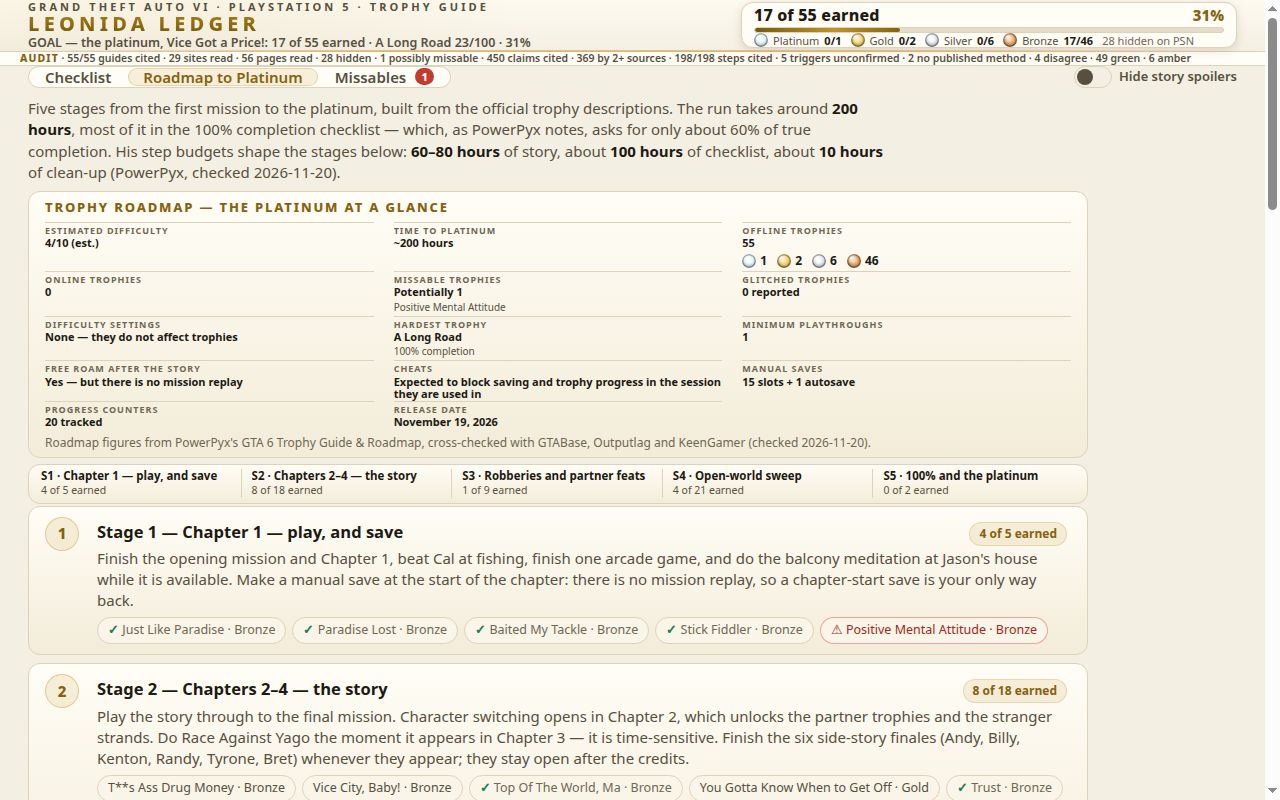 GRAND THEFT AUTO VI · PLAYSTATION 5 · TROPHY GUIDE
LEONIDA LEDGER
GOAL — the platinum, Vice Got a Price!: 17 of 55 earned · A Long Road 23/100 · 31%
17 of 55 earned 31%
Platinum 0/1 Gold 0/2 Silver 0/6 Bronze 17/46 28 hidden on PSN
AUDIT · 55/55 guides cited · 29 sites read · 56 pages read · 28 hidden · 1 possibly missable · 450 claims cited · 369 by 2+ sources · 198/198 steps cited · 5 triggers unconfirmed · 2 no published method · 4 disagree · 49 green · 6 amber
Checklist Roadmap to Platinum Missables 1
Hide story spoilers
Five stages from the first mission to the platinum, built from the official trophy descriptions. The run takes around 200
hours, most of it in the 100% completion checklist — which, as PowerPyx notes, asks for only about 60% of true
completion. His step budgets shape the stages below: 60–80 hours of story, about 100 hours of checklist, about 10 hours
of clean-up (PowerPyx, checked 2026-11-20).
TROPHY ROADMAP — THE PLATINUM AT A GLANCE
ESTIMATED DIFFICULTY
4/10 (est.)
TIME TO PLATINUM
~200 hours
OFFLINE TROPHIES
55
1 2 6 46
ONLINE TROPHIES
0
MISSABLE TROPHIES
Potentially 1
Positive Mental Attitude
GLITCHED TROPHIES
0 reported
DIFFICULTY SETTINGS
None — they do not affect trophies
HARDEST TROPHY
A Long Road
100% completion
MINIMUM PLAYTHROUGHS
1
FREE ROAM AFTER THE STORY
Yes — but there is no mission replay
CHEATS
Expected to block saving and trophy progress in the session
they are used in
MANUAL SAVES
15 slots + 1 autosave
PROGRESS COUNTERS
20 tracked
RELEASE DATE
November 19, 2026
Roadmap figures from PowerPyx's GTA 6 Trophy Guide & Roadmap, cross-checked with GTABase, Outputlag and KeenGamer (checked 2026-11-20).
S1 · Chapter 1 — play, and save
4 of 5 earned
S2 · Chapters 2–4 — the story
8 of 18 earned
S3 · Robberies and partner feats
1 of 9 earned
S4 · Open-world sweep
4 of 21 earned
S5 · 100% and the platinum
0 of 2 earned
1 Stage 1 — Chapter 1 — play, and save 4 of 5 earned
Finish the opening mission and Chapter 1, beat Cal at fishing, finish one arcade game, and do the balcony meditation at Jason's house
while it is available. Make a manual save at the start of the chapter: there is no mission replay, so a chapter-start save is your only way
back.
✓ Just Like Paradise · Bronze ✓ Paradise Lost · Bronze ✓ Baited My Tackle · Bronze ✓ Stick Fiddler · Bronze ⚠ Positive Mental Attitude · Bronze
2 Stage 2 — Chapters 2–4 — the story 8 of 18 earned
Play the story through to the final mission. Character switching opens in Chapter 2, which unlocks the partner trophies and the stranger
strands. Do Race Against Yago the moment it appears in Chapter 3 — it is time-sensitive. Finish the six side-story finales (Andy, Billy,
Kenton, Randy, Tyrone, Bret) whenever they appear; they stay open after the credits.
T**s Ass Drug Money · Bronze Vice City, Baby! · Bronze ✓ Top Of The World, Ma · Bronze You Gotta Know When to Get Off · Gold ✓ Trust · Bronze